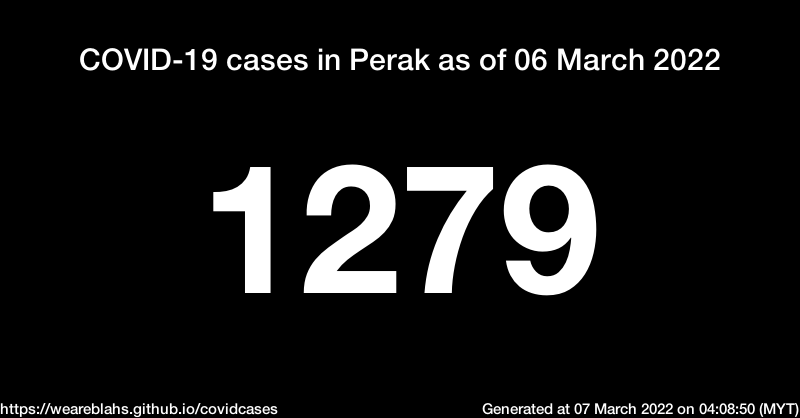 COVID-19 cases in Perak as of 06 March 2022
1279
https://weareblahs.github.io/covidcases
Generated at 07 March 2022 on 04:08:50 (MYT)